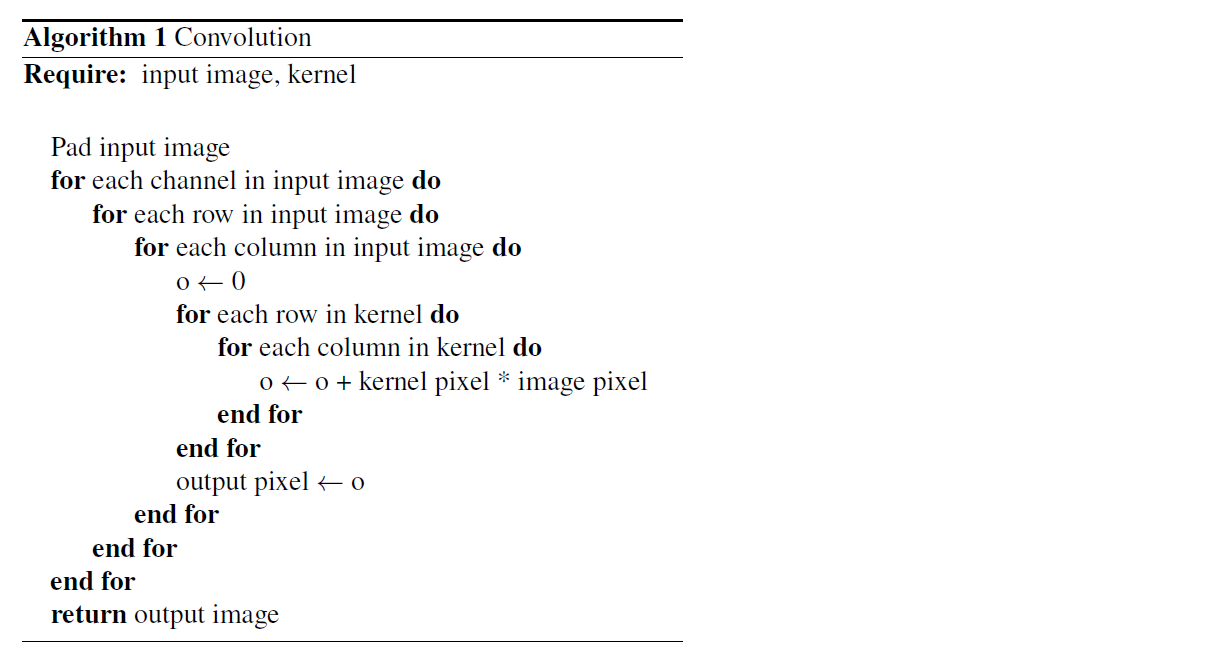 Algorithm 1 Convolution
Require: input image, kernel
Pad input image
for each channel in input image do
for each row in input image do
for each column in input image do
o ← 0
for each row in kernel do
for each column in kernel do
o ← o + kernel pixel * image pixel
end for
end for
output pixel ← o
end for
end for
end for
return output image